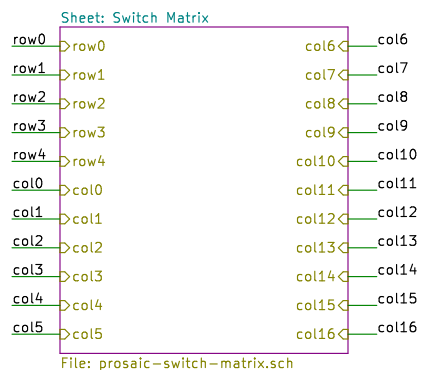 Sheet: Switch Matrix
row0 row0 col6 col6
row1 row1 col7 col7
row2 row2 col8 col8
row3 row3 col9 col9
row4 row4 col10 col10
col0 col0 col11 col11
col1 col1 col12 col12
col2 col2 col13 col13
col3 col3 col14 col14
col4 col4 col15 col15
col5 col5 col16 col16
File: prosaic-switch-matrix.sch